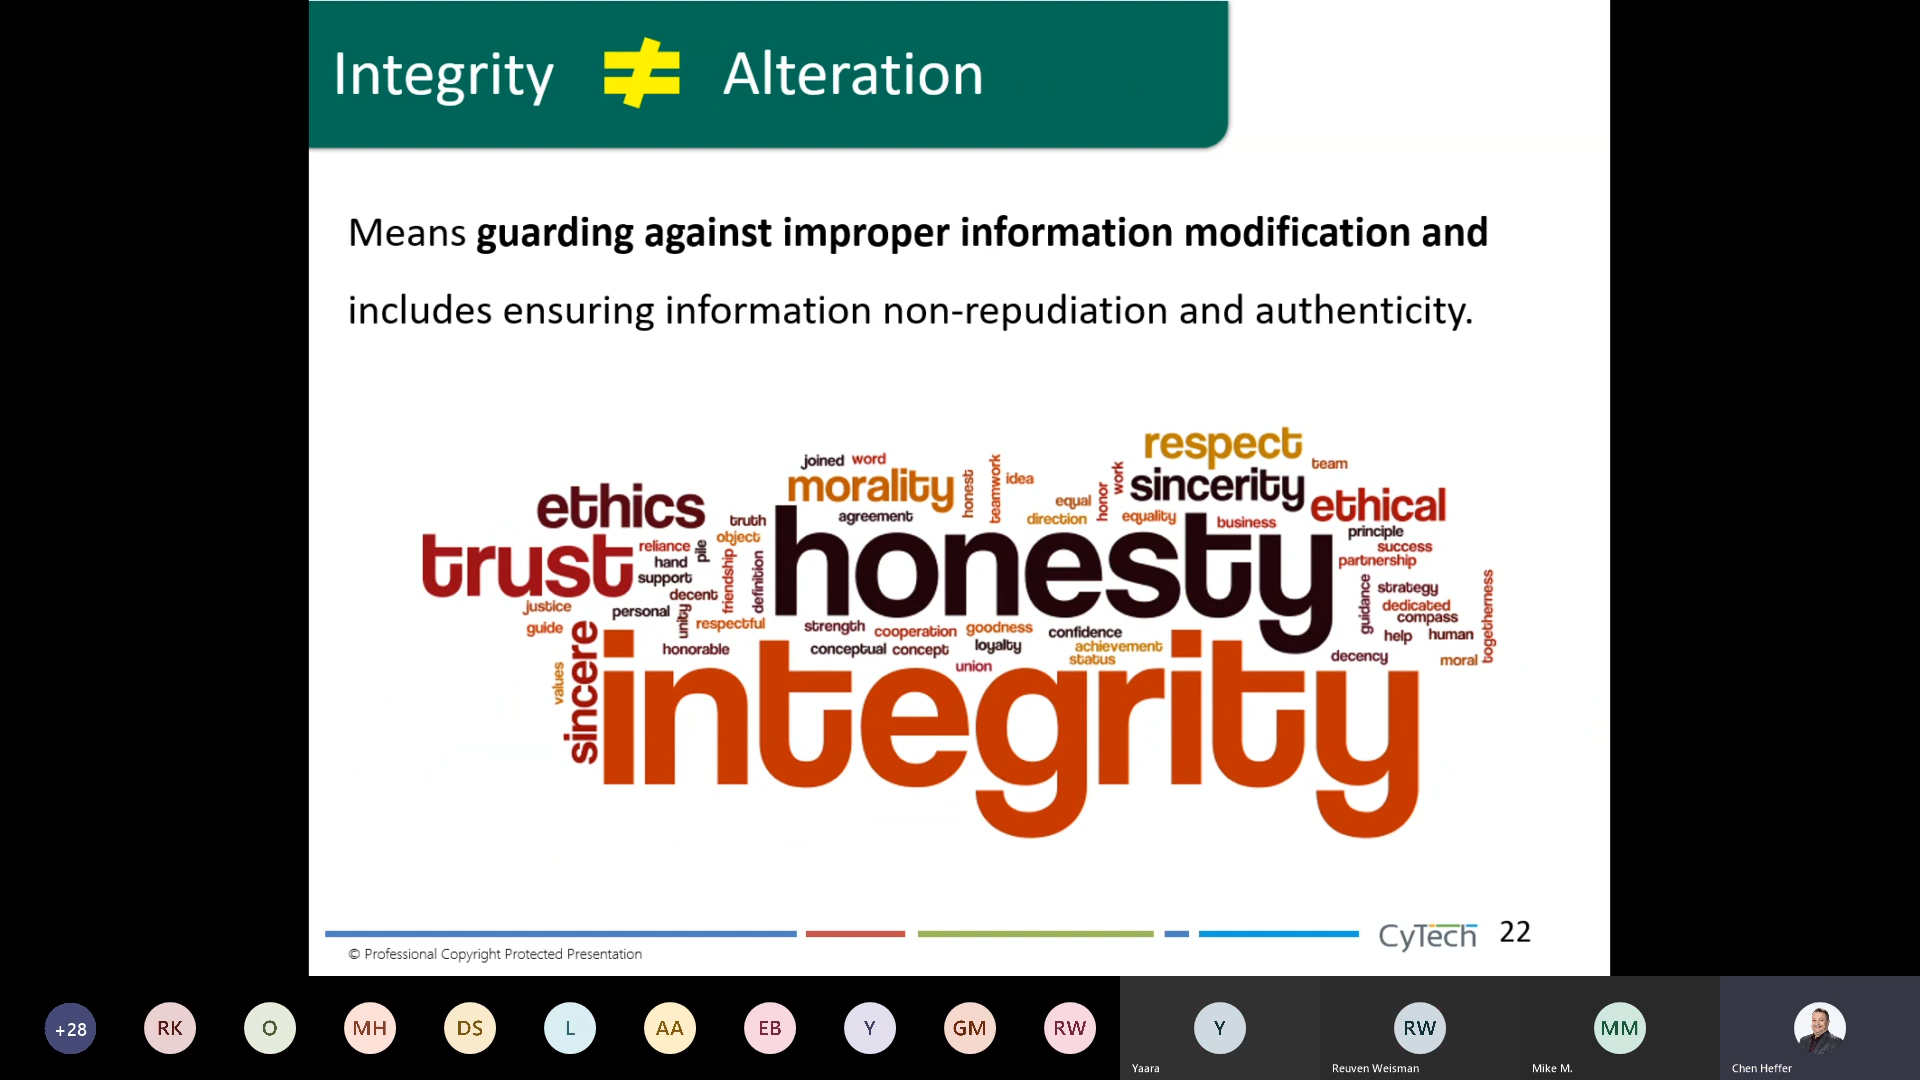 Integrity ≠ Alteration
Means guarding against improper information modification and
includes ensuring information non-repudiation and authenticity.
respect
joined word
team
morality
honest
teamwork
idea
honor
work
sincerity
ethics
equal
ethical
truth
agreement
direction
equality
business
principle
trust
reliance
pile
object
honesty
success
hand
partnership
support
friendship
definition
guidance
strategy
togetherness
decent
justice
personal
unity
dedicated
compass
guide
respectful
strength
cooperation
goodness
confidence
help
human
sincere
honorable
conceptual
concept
loyalty
achievement
decency
moral
values
union
status
integrity
CyTech 22
© Professional Copyright Protected Presentation
+28
RK
O
MH
DS
L
AA
EB
Y
GM
RW
Y
RW
MM
Yaara
Reuven Weisman
Mike M.
Chen Heffer